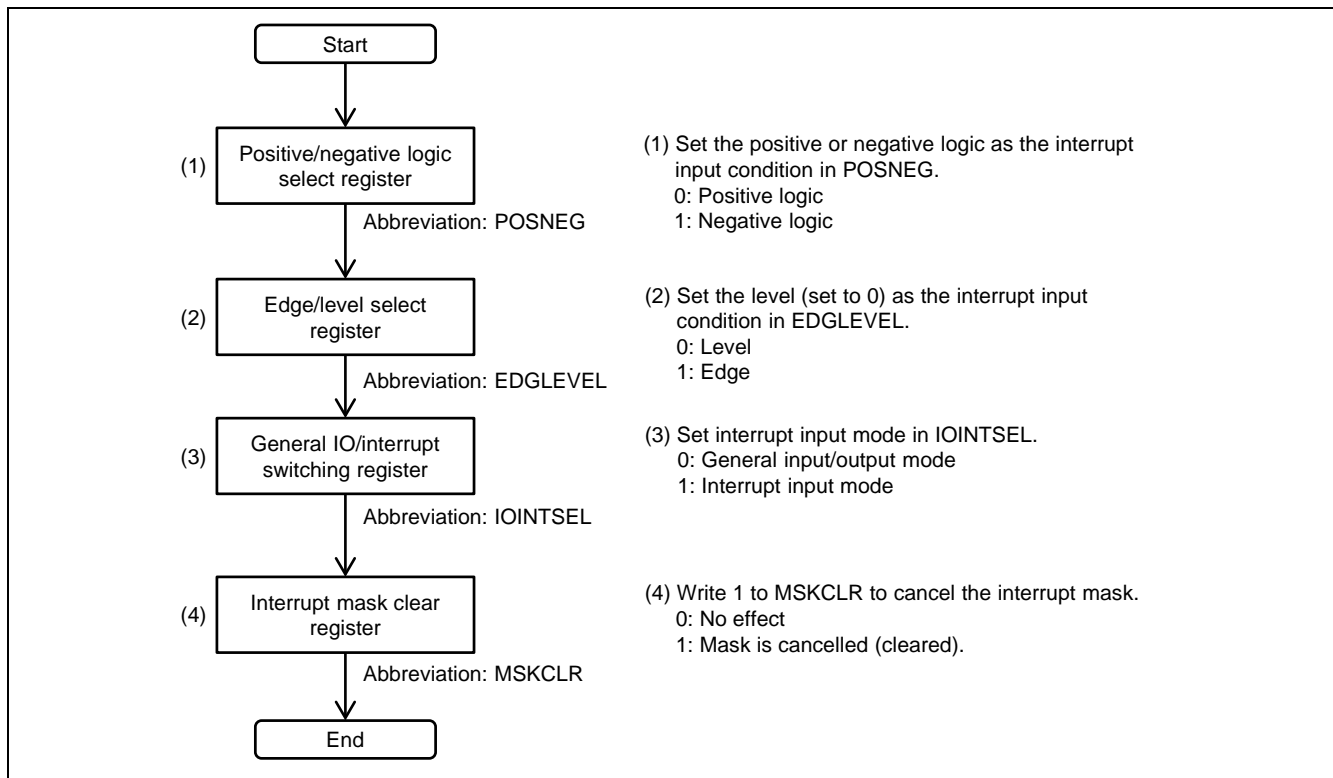 Start
(1)
Positive/negative logic
select register
(1) Set the positive or negative logic as the interrupt
input condition in POSNEG.
0: Positive logic
1: Negative logic
Abbreviation: POSNEG
(2)
Edge/level select
register
(2) Set the level (set to 0) as the interrupt input
condition in EDGLEVEL.
0: Level
1: Edge
Abbreviation: EDGLEVEL
(3)
General IO/interrupt
switching register
(3) Set interrupt input mode in IOINTSEL.
0: General input/output mode
1: Interrupt input mode
Abbreviation: IOINTSEL
(4)
Interrupt mask clear
register
(4) Write 1 to MSKCLR to cancel the interrupt mask.
0: No effect
1: Mask is cancelled (cleared).
Abbreviation: MSKCLR
End